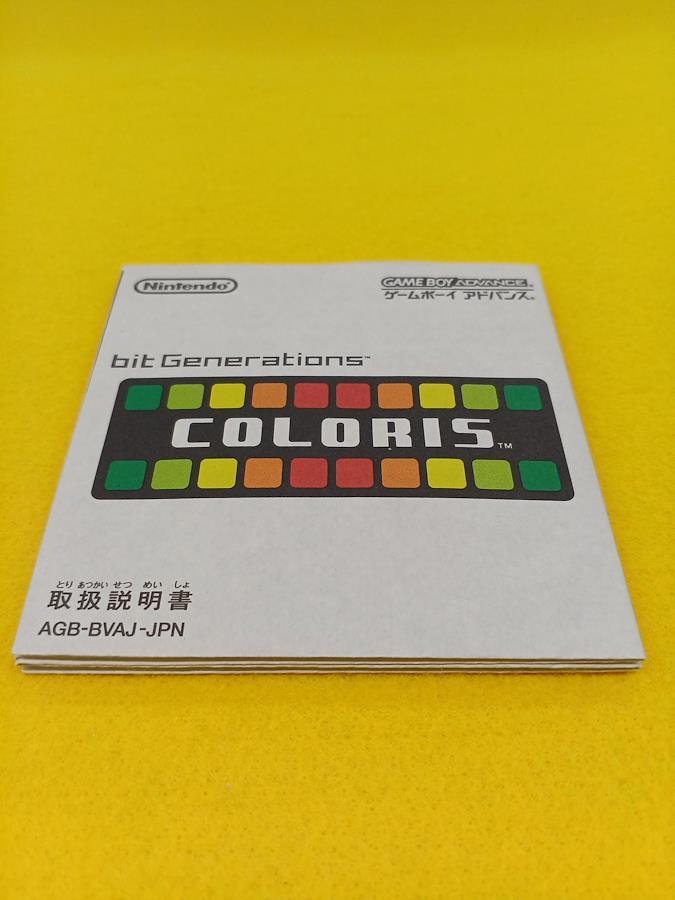 Nintendo®
GAME BOY ADVANCE®
ゲームボーイ アドバンス®
bit Generations™
COLORIS™
とり あつかい せつ めい しょ
取扱説明書
AGB-BVAJ-JPN